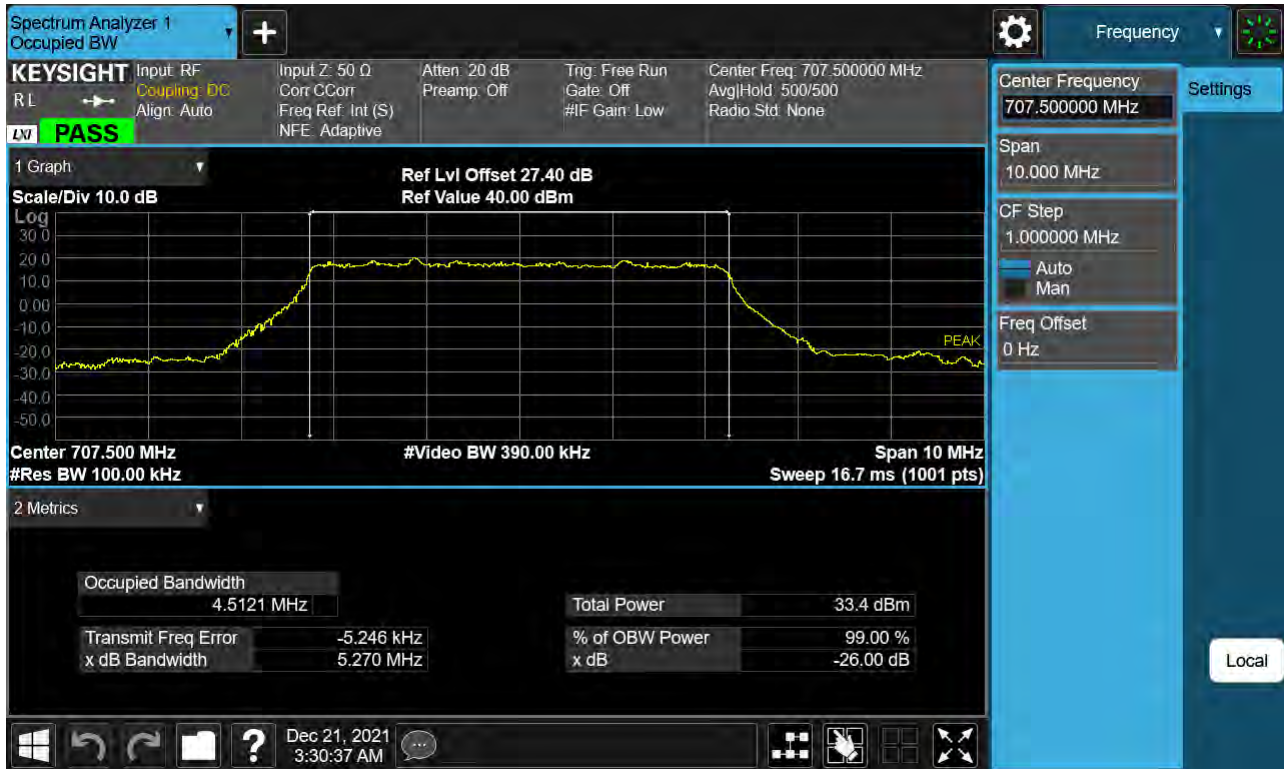 Spectrum Analyzer 1
Occupied BW
Frequency
KEYSIGHT
RL
LXI PASS
Input: RF
Coupling: DC
Align: Auto
Input Z: 50 Ω
Corr CCorr
Freq Ref: Int (S)
NFE: Adaptive
Atten: 20 dB
Preamp: Off
Trig: Free Run
Gate: Off
#IF Gain: Low
Center Freq: 707.500000 MHz
Avg|Hold: 500/500
Radio Std: None
Center Frequency
707.500000 MHz
Settings
Span
10.000 MHz
CF Step
1.000000 MHz
Auto
Man
Freq Offset
0 Hz
Local
1 Graph
Scale/Div 10.0 dB
Ref Lvl Offset 27.40 dB
Ref Value 40.00 dBm
Log
30.0
20.0
10.0
0.00
-10.0
-20.0
-30.0
-40.0
-50.0
PEAK
Center 707.500 MHz
#Video BW 390.00 kHz
Span 10 MHz
#Res BW 100.00 kHz
Sweep 16.7 ms (1001 pts)
2 Metrics
Occupied Bandwidth
4.5121 MHz
Total Power 33.4 dBm
Transmit Freq Error -5.246 kHz
% of OBW Power 99.00 %
x dB Bandwidth 5.270 MHz
x dB -26.00 dB
?
Dec 21, 2021
3:30:37 AM